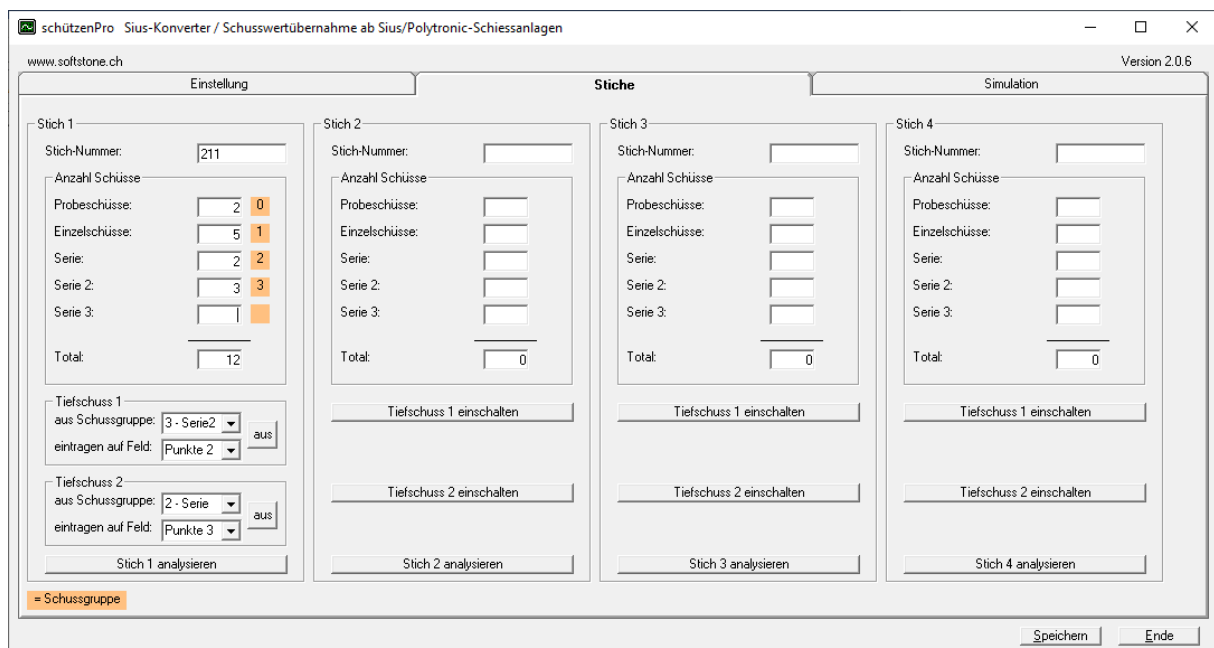 schützenPro Sius-Konverter / Schusswertübernahme ab Sius/Polytronic-Schiessanlagen
www.softstone.ch Version 2.0.6
Einstellung Stiche Simulation
Stich 1
Stich-Nummer: 211
Anzahl Schüsse
Probeschüsse: 2 0
Einzelschüsse: 5 1
Serie: 2 2
Serie 2: 3 3
Serie 3:
Total: 12
Tiefschuss 1
aus Schussgruppe: 3 - Serie2
eintragen auf Feld: Punkte 2
aus
Tiefschuss 2
aus Schussgruppe: 2 - Serie
eintragen auf Feld: Punkte 3
aus
Stich 1 analysieren
Stich 2
Stich-Nummer:
Anzahl Schüsse
Probeschüsse:
Einzelschüsse:
Serie:
Serie 2:
Serie 3:
Total: 0
Tiefschuss 1 einschalten
Tiefschuss 2 einschalten
Stich 2 analysieren
Stich 3
Stich-Nummer:
Anzahl Schüsse
Probeschüsse:
Einzelschüsse:
Serie:
Serie 2:
Serie 3:
Total: 0
Tiefschuss 1 einschalten
Tiefschuss 2 einschalten
Stich 3 analysieren
Stich 4
Stich-Nummer:
Anzahl Schüsse
Probeschüsse:
Einzelschüsse:
Serie:
Serie 2:
Serie 3:
Total: 0
Tiefschuss 1 einschalten
Tiefschuss 2 einschalten
Stich 4 analysieren
= Schussgruppe
Speichern Ende